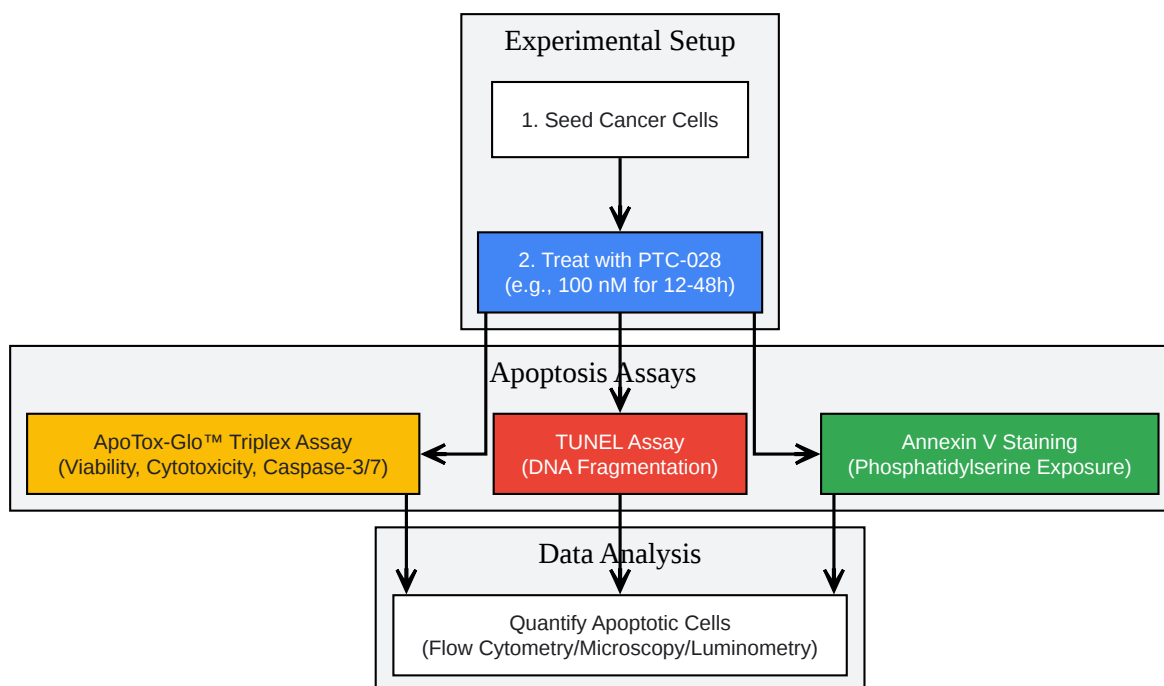 Experimental Setup
1. Seed Cancer Cells
2. Treat with PTC-028
(e.g., 100 nM for 12-48h)
Apoptosis Assays
ApoTox-Glo™ Triplex Assay
(Viability, Cytotoxicity, Caspase-3/7)
TUNEL Assay
(DNA Fragmentation)
Annexin V Staining
(Phosphatidylserine Exposure)
Data Analysis
Quantify Apoptotic Cells
(Flow Cytometry/Microscopy/Luminometry)